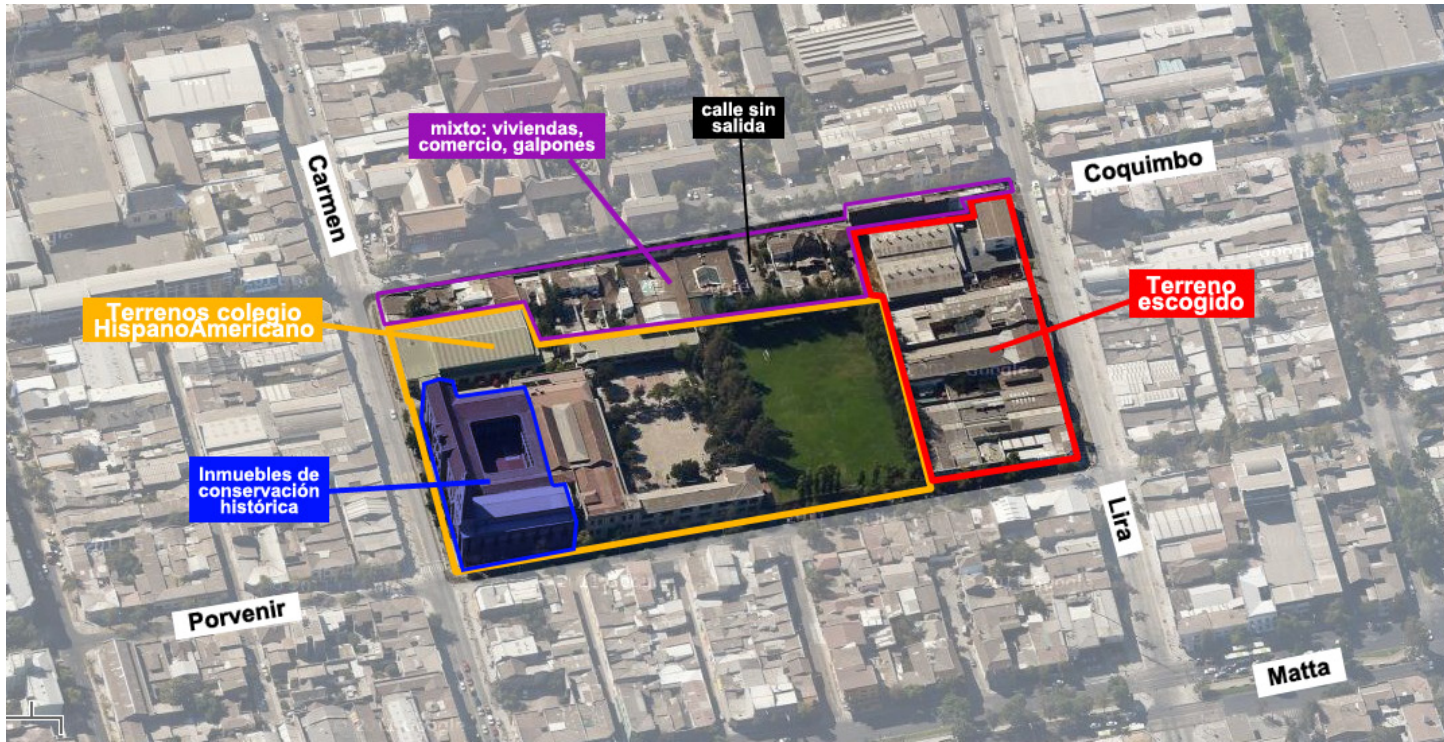 calle sin
salida
mixto: viviendas,
comercio, galpones
Coquimbo
Carmen
Terreno
escogido
Terrenos colegio
HispanoAmericano
Inmuebles de
conservación
histórica
Lira
Porvenir
Matta